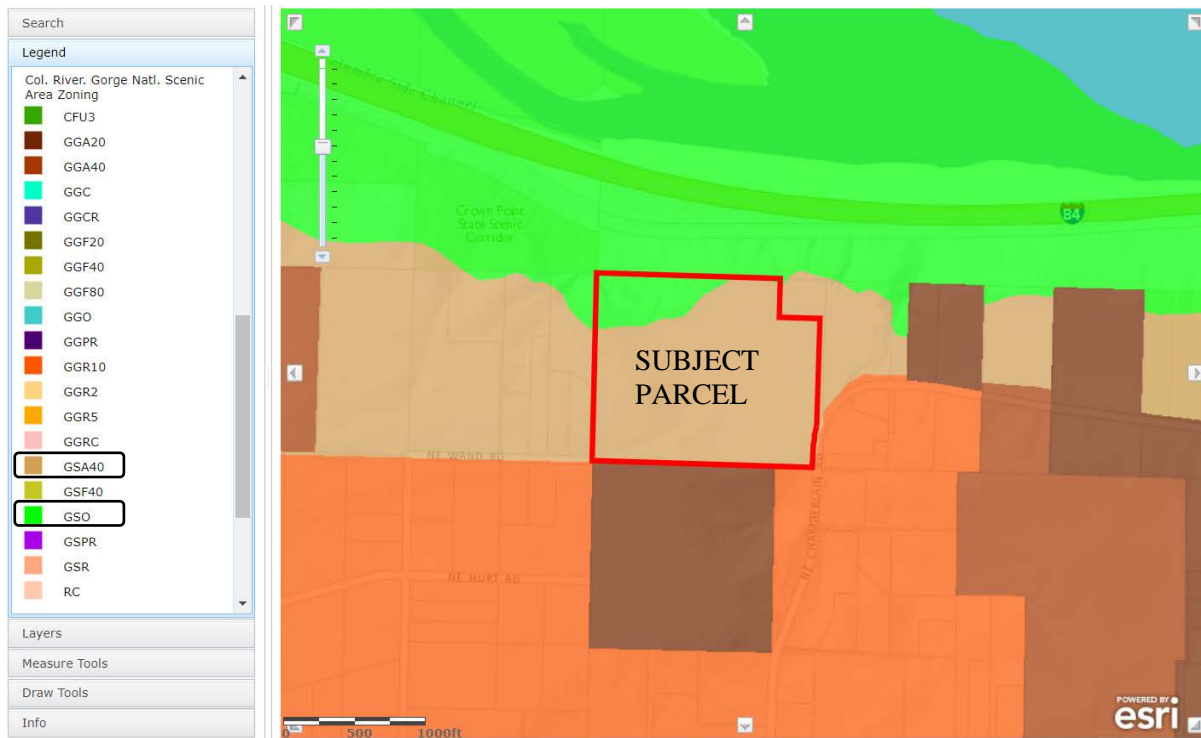 Search
Legend
Col. River. Gorge Natl. Scenic
Area Zoning
CFU3
GGA20
GGA40
GGC
GGCR
GGF20
GGF40
GGF80
GGO
GGPR
GGR10
GGR2
GGR5
GGRC
GSA40
GSF40
GSO
GSPR
GSR
RC
Layers
Measure Tools
Draw Tools
Info
Side Channel
Crown Point
State Scenic
Corridor
84
SUBJECT
PARCEL
NE WAND RD
NE CHAMBERLAIN RD
NE HURT RD
0 500 1000ft
POWERED BY
esri